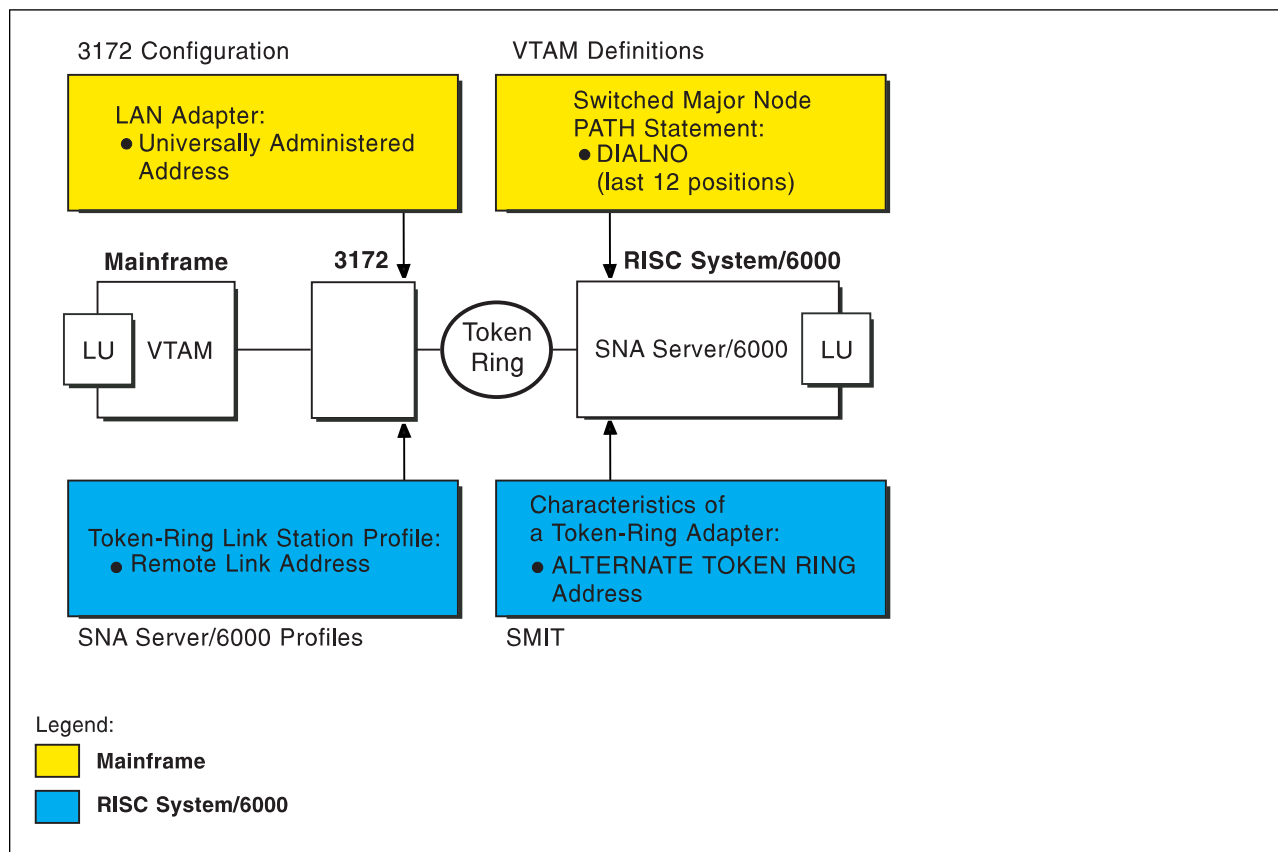 3172 Configuration
LAN Adapter:
● Universally Administered
Address
VTAM Definitions
Switched Major Node
PATH Statement:
● DIALNO
(last 12 positions)
Mainframe
3172
RISC System/6000
LU
VTAM
Token
Ring
SNA Server/6000
LU
Token-Ring Link Station Profile:
● Remote Link Address
SNA Server/6000 Profiles
Characteristics of
a Token-Ring Adapter:
● ALTERNATE TOKEN RING
Address
SMIT
Legend:
Mainframe
RISC System/6000